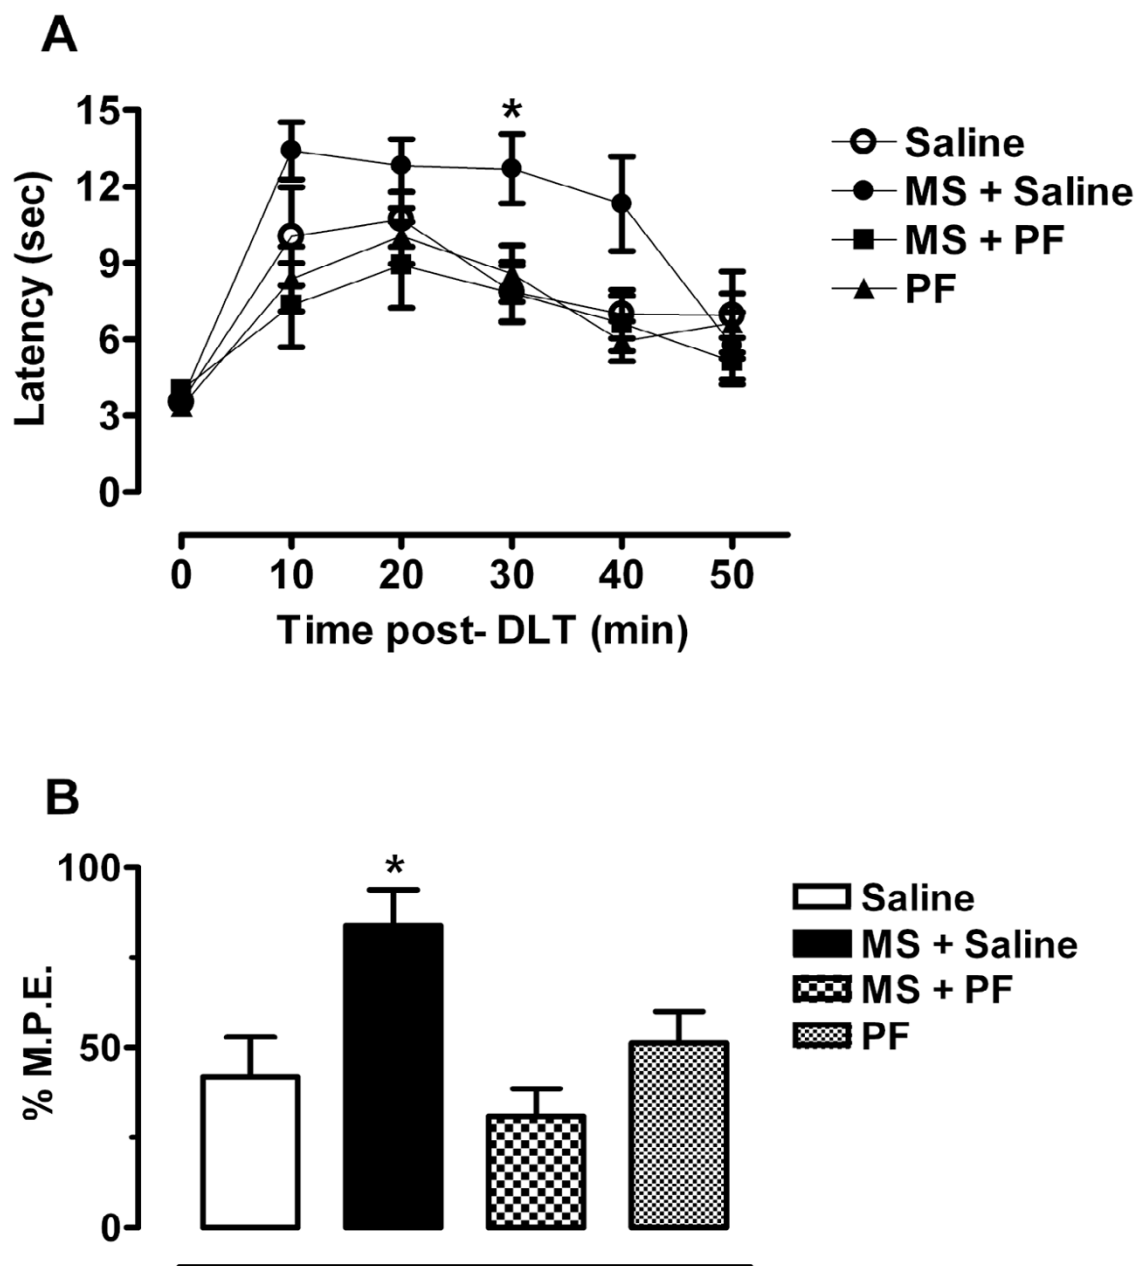 A
15
12
9
6
3
0
Latency (sec)
*
Saline
MS + Saline
MS + PF
PF
0 10 20 30 40 50
Time post- DLT (min)
B
100
50
0
% M.P.E.
*
Saline
MS + Saline
MS + PF
PF